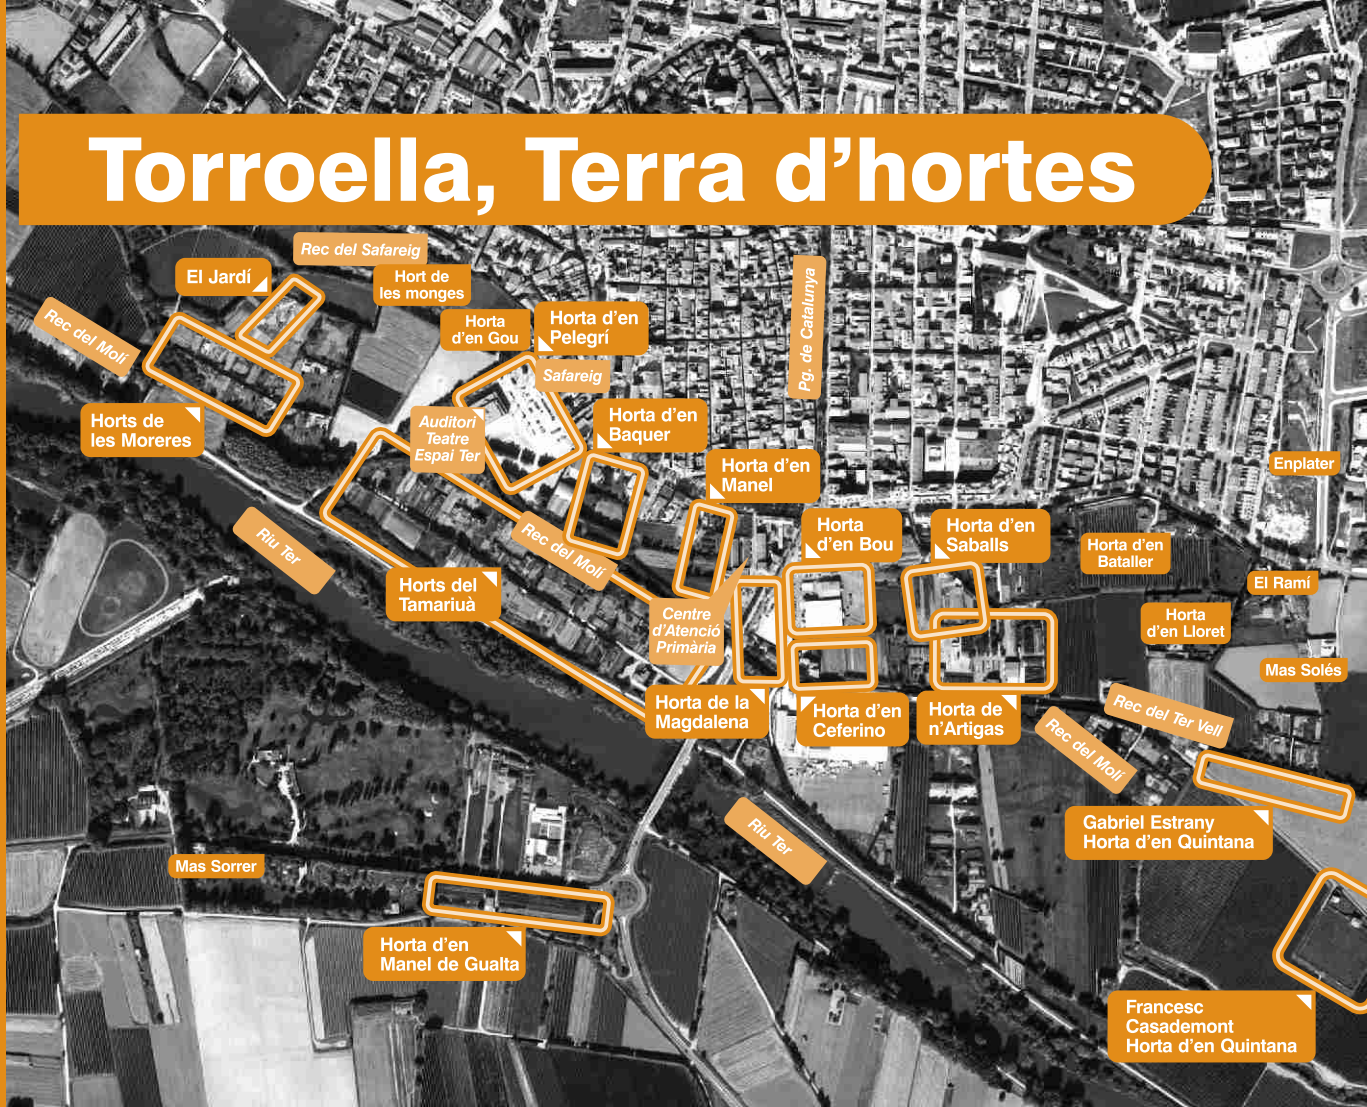 Torroella, Terra d’hortes
Rec del Safareig
El Jardí
Hort de
les monges
Rec del Molí
Horta
d’en Gou
Horta d’en
Pelegrí
Pg. de Catalunya
Safareig
Horts de
les Moreres
Auditori
Teatre
Espai Ter
Horta d’en
Baquer
Horta d’en
Manel
Enplater
Riu Ter
Rec del Molí
Horta
d’en Bou
Horta d’en
Saballs
Horta d’en
Bataller
El Ramí
Horts del
Tamariuà
Centre
d’Atenció
Primària
Horta
d’en Lloret
Mas Solés
Horta de la
Magdalena
Horta d’en
Ceferino
Horta de
n’Artigas
Rec del Molí
Rec del Ter Vell
Riu Ter
Gabriel Estrany
Horta d’en Quintana
Mas Sorrer
Horta d’en
Manel de Gualta
Francesc
Casademont
Horta d’en Quintana